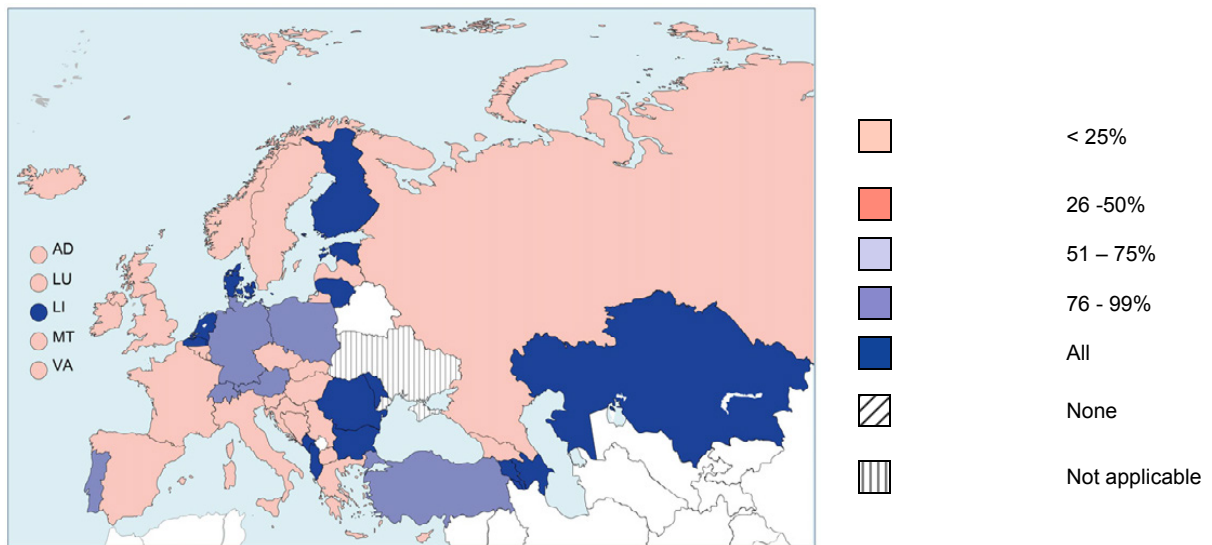 AD
LU
LI
MT
VA
< 25%
26 -50%
51 – 75%
76 - 99%
All
None
Not applicable